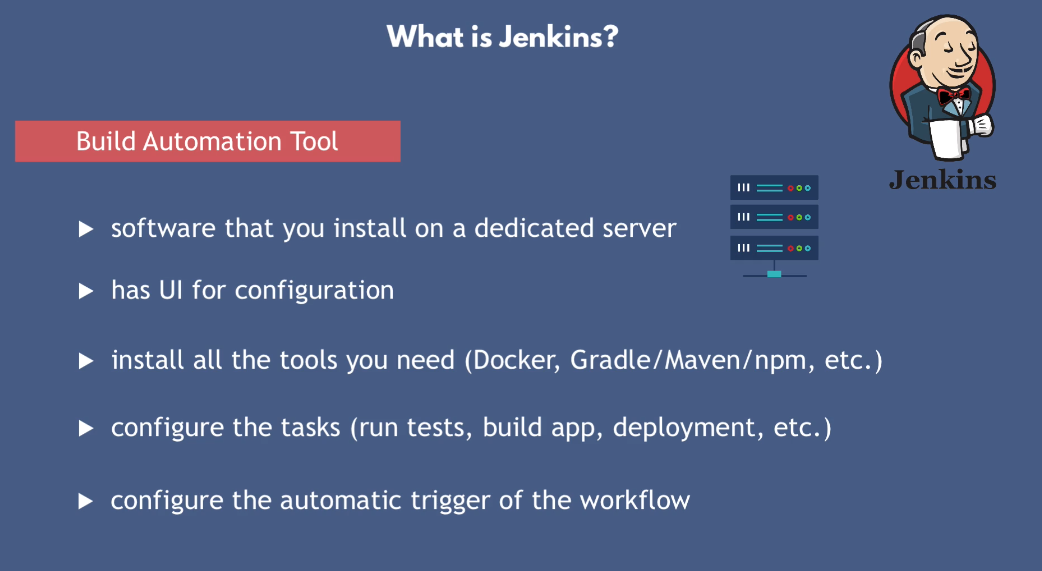 What is Jenkins?
Jenkins
Build Automation Tool
software that you install on a dedicated server
has UI for configuration
install all the tools you need (Docker, Gradle/Maven/npm, etc.)
configure the tasks (run tests, build app, deployment, etc.)
configure the automatic trigger of the workflow